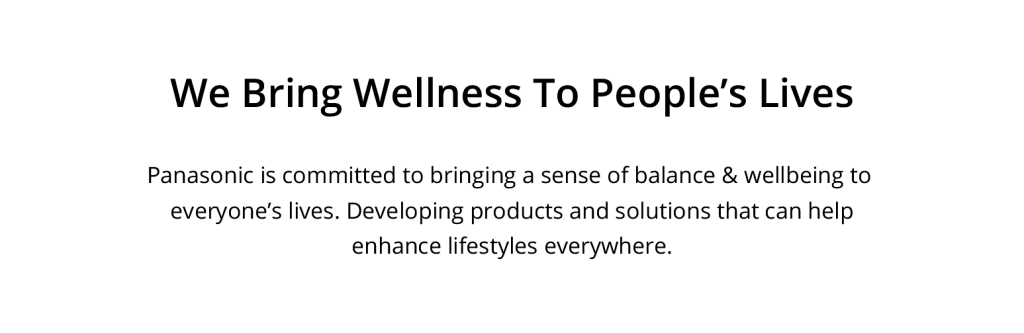 We Bring Wellness To People’s Lives
Panasonic is committed to bringing a sense of balance & wellbeing to
everyone’s lives. Developing products and solutions that can help
enhance lifestyles everywhere.